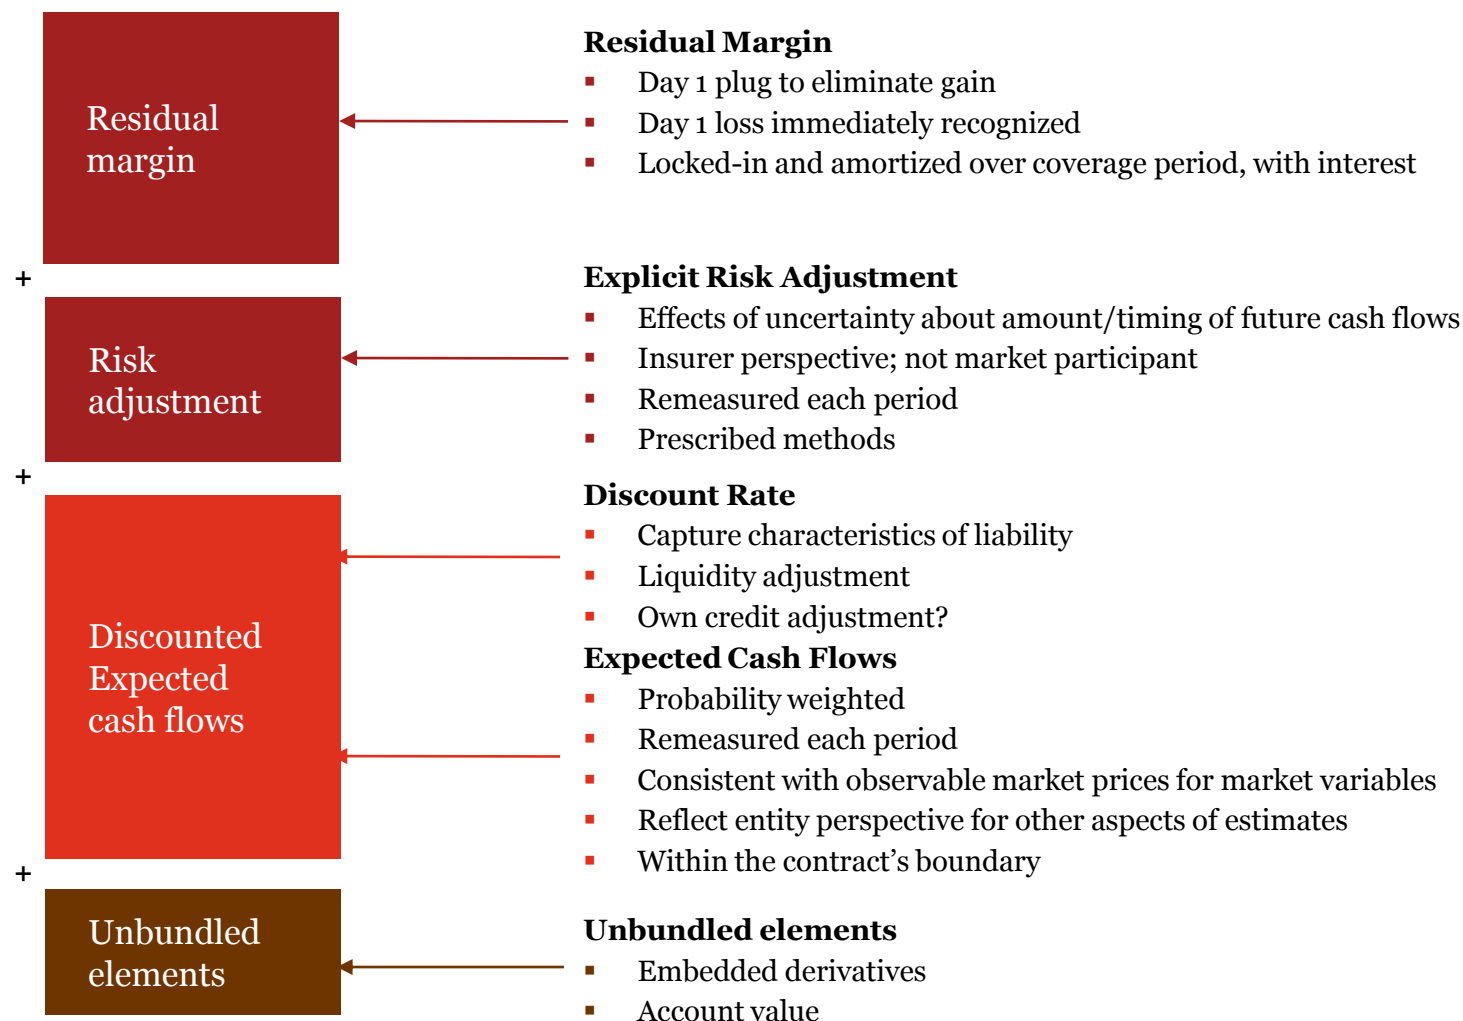 Residual
margin
Residual Margin
▪ Day 1 plug to eliminate gain
▪ Day 1 loss immediately recognized
▪ Locked-in and amortized over coverage period, with interest
+
Risk
adjustment
Explicit Risk Adjustment
▪ Effects of uncertainty about amount/timing of future cash flows
▪ Insurer perspective; not market participant
▪ Remeasured each period
▪ Prescribed methods
+
Discounted
Expected
cash flows
Discount Rate
▪ Capture characteristics of liability
▪ Liquidity adjustment
▪ Own credit adjustment?
Expected Cash Flows
▪ Probability weighted
▪ Remeasured each period
▪ Consistent with observable market prices for market variables
▪ Reflect entity perspective for other aspects of estimates
▪ Within the contract’s boundary
+
Unbundled
elements
Unbundled elements
▪ Embedded derivatives
▪ Account value